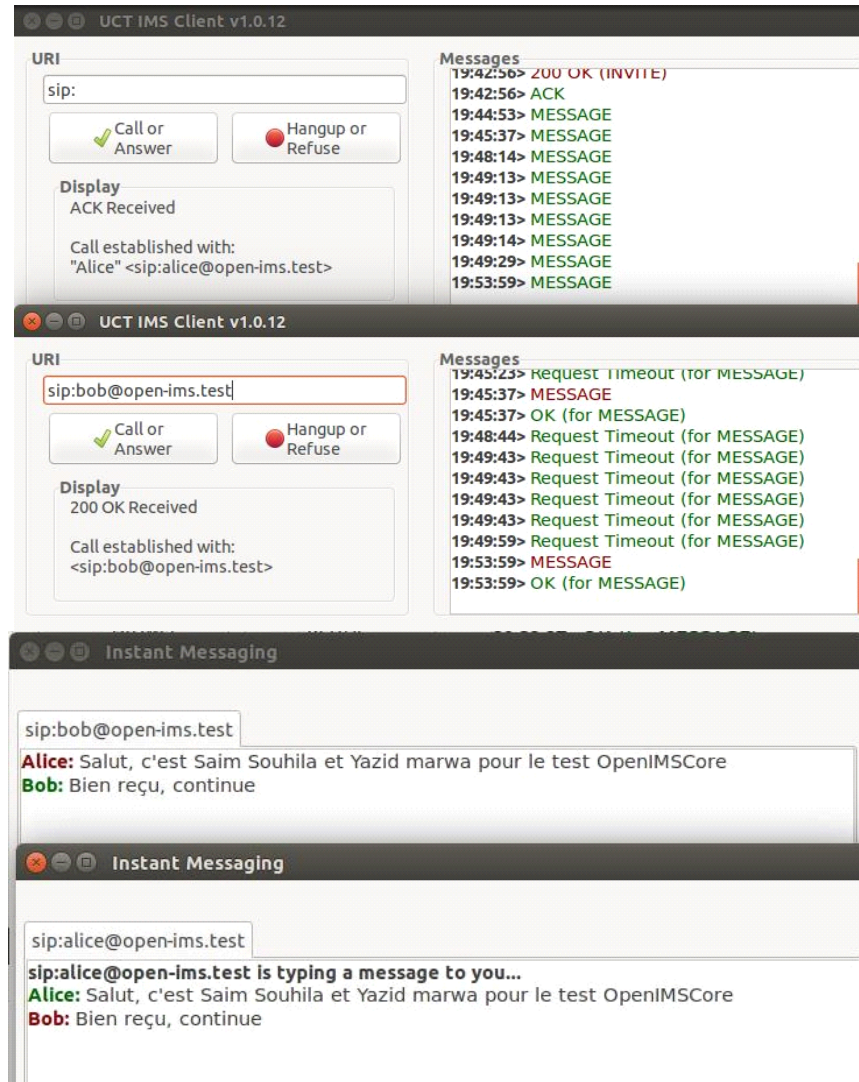 UCT IMS Client v1.0.12
URI
sip:
Call or Answer
Hangup or Refuse
Display
ACK Received
Call established with:
"Alice" <sip:alice@open-ims.test>
Messages
19:42:56> 200 OK (INVITE)
19:42:56> ACK
19:44:53> MESSAGE
19:45:37> MESSAGE
19:48:14> MESSAGE
19:49:13> MESSAGE
19:49:13> MESSAGE
19:49:13> MESSAGE
19:49:14> MESSAGE
19:49:29> MESSAGE
19:53:59> MESSAGE
UCT IMS Client v1.0.12
URI
sip:bob@open-ims.test
Call or Answer
Hangup or Refuse
Display
200 OK Received
Call established with:
<sip:bob@open-ims.test>
Messages
19:45:23> Request Timeout (for MESSAGE)
19:45:37> MESSAGE
19:45:37> OK (for MESSAGE)
19:48:44> Request Timeout (for MESSAGE)
19:49:43> Request Timeout (for MESSAGE)
19:49:43> Request Timeout (for MESSAGE)
19:49:43> Request Timeout (for MESSAGE)
19:49:43> Request Timeout (for MESSAGE)
19:49:59> Request Timeout (for MESSAGE)
19:53:59> MESSAGE
19:53:59> OK (for MESSAGE)
Instant Messaging
sip:bob@open-ims.test
Alice: Salut, c'est Saim Souhila et Yazid marwa pour le test OpenIMSCore
Bob: Bien reçu, continue
Instant Messaging
sip:alice@open-ims.test
sip:alice@open-ims.test is typing a message to you...
Alice: Salut, c'est Saim Souhila et Yazid marwa pour le test OpenIMSCore
Bob: Bien reçu, continue